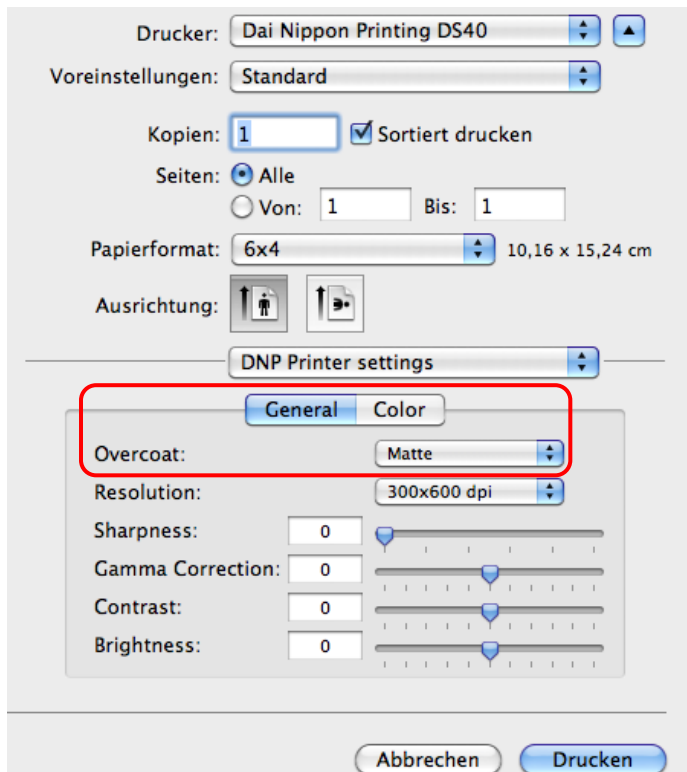 Drucker: Dai Nippon Printing DS40
Voreinstellungen: Standard
Kopien: 1 Sortiert drucken
Seiten: Alle
Von: 1 Bis: 1
Papierformat: 6x4 10,16 x 15,24 cm
Ausrichtung:
DNP Printer settings
General Color
Overcoat: Matte
Resolution: 300x600 dpi
Sharpness: 0
Gamma Correction: 0
Contrast: 0
Brightness: 0
Abbrechen Drucken